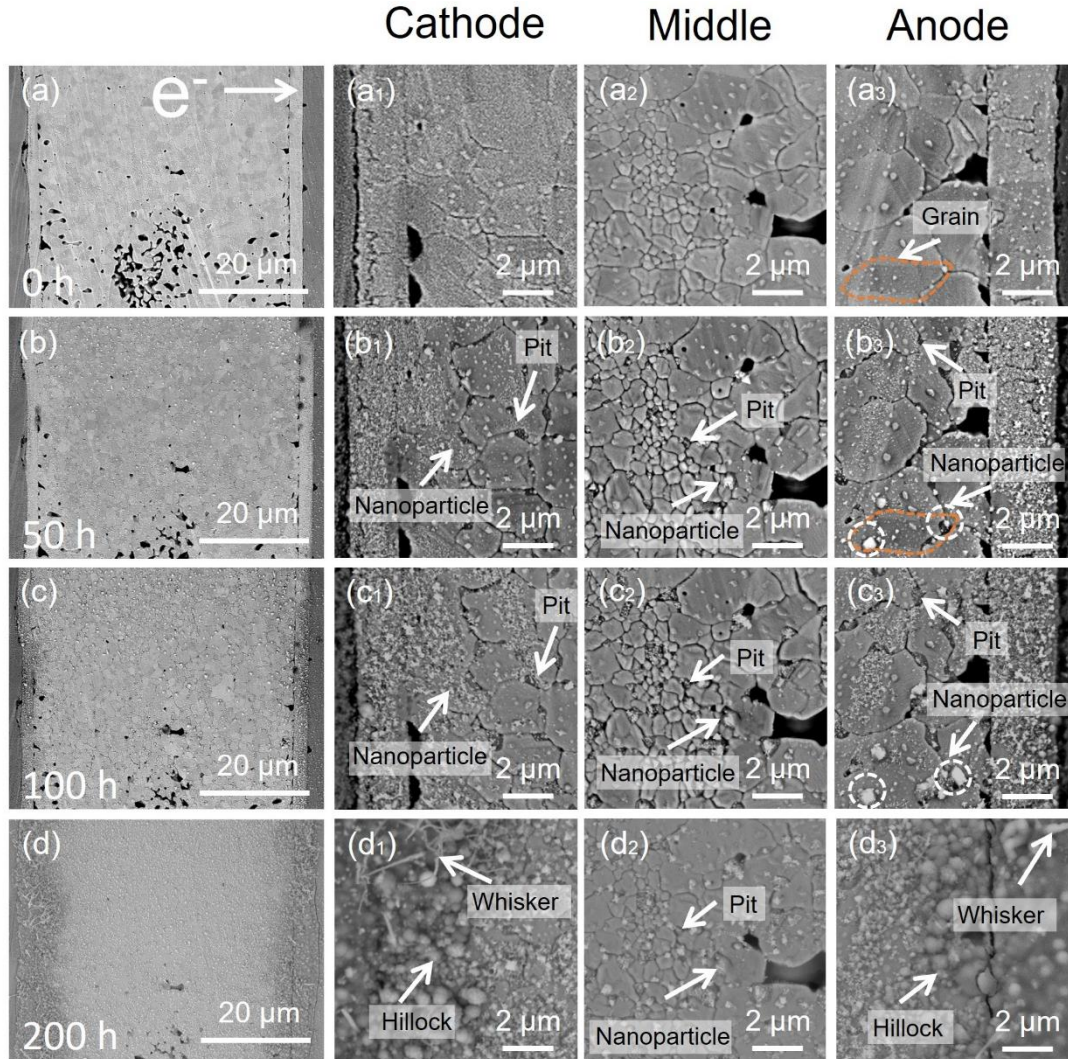 Cathode Middle Anode
(a) e⁻ (a₁) (a₂) (a₃)
Grain
0 h 20 μm 2 μm 2 μm 2 μm
(b) (b₁) (b₂) (b₃)
Pit Pit Pit
Nanoparticle Nanoparticle Nanoparticle
50 h 20 μm 2 μm 2 μm 2 μm
(c) (c₁) (c₂) (c₃)
Pit Pit Pit
Nanoparticle Nanoparticle Nanoparticle
100 h 20 μm 2 μm 2 μm 2 μm
(d) (d₁) (d₂) (d₃)
Whisker Pit Whisker
Hillock Nanoparticle Hillock
200 h 20 μm 2 μm 2 μm 2 μm